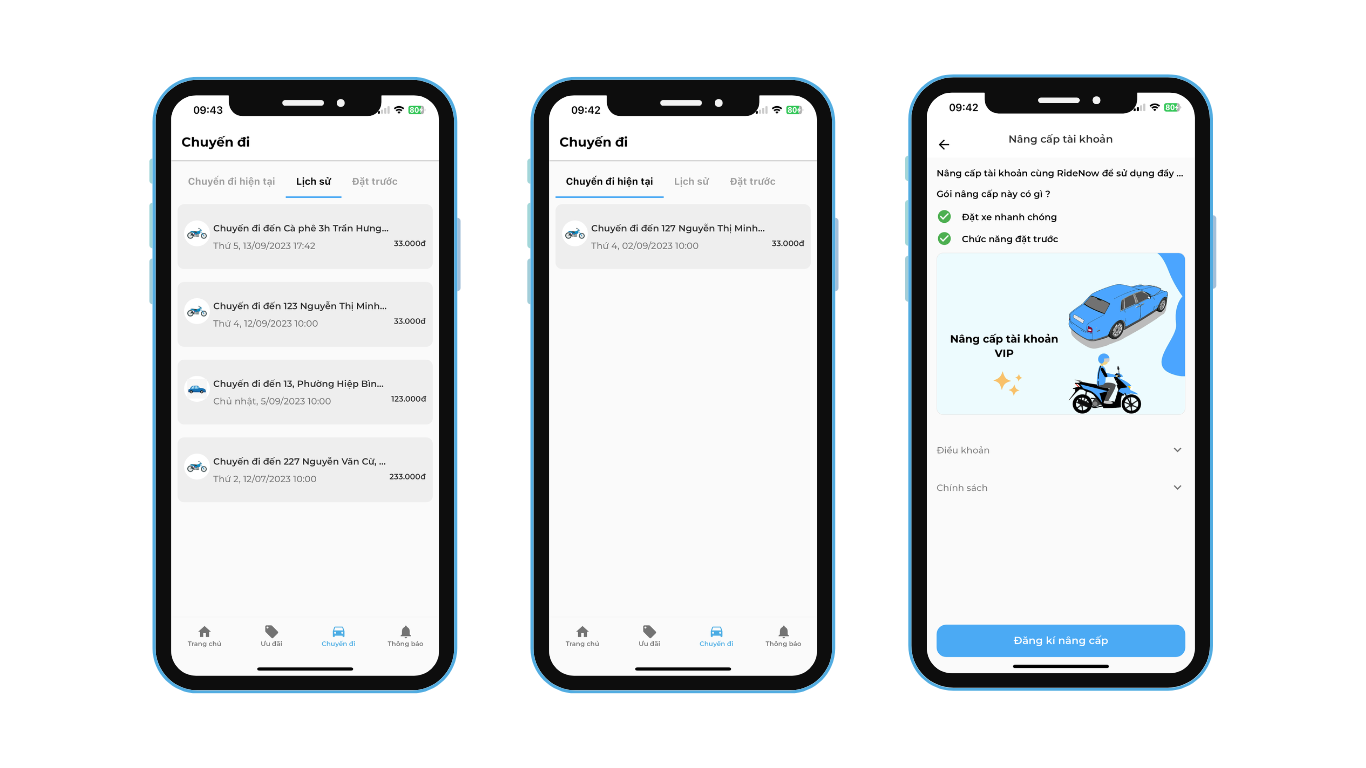 09:43
80
Chuyến đi
Chuyến đi hiện tại
Lịch sử
Đặt trước
Chuyến đi đến Cà phê 3h Trần Hưng...
Thứ 5, 13/09/2023 17:42
33.000đ
Chuyến đi đến 123 Nguyễn Thị Minh...
Thứ 4, 12/09/2023 10:00
33.000đ
Chuyến đi đến 13, Phường Hiệp Bìn...
Chủ nhật, 5/09/2023 10:00
123.000đ
Chuyến đi đến 227 Nguyễn Văn Cừ, ...
Thứ 2, 12/07/2023 10:00
233.000đ
Trang chủ
Ưu đãi
Chuyến đi
Thông báo
09:42
80
Chuyến đi
Chuyến đi hiện tại
Lịch sử
Đặt trước
Chuyến đi đến 127 Nguyễn Thị Minh...
Thứ 4, 02/09/2023 10:00
33.000đ
Trang chủ
Ưu đãi
Chuyến đi
Thông báo
09:42
80
Nâng cấp tài khoản
Nâng cấp tài khoản cùng RideNow để sử dụng đầy ...
Gói nâng cấp này có gì ?
Đặt xe nhanh chóng
Chức năng đặt trước
Nâng cấp tài khoản
VIP
Điều khoản
Chính sách
Đăng kí nâng cấp